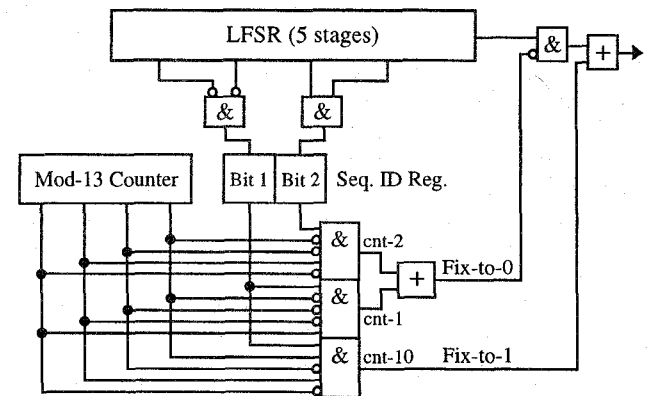 LFSR (5 stages)
&
+
&
&
Mod-13 Counter
Bit 1
Bit 2
Seq. ID Reg.
&
cnt-2
+
Fix-to-0
&
cnt-1
&
cnt-10
Fix-to-1